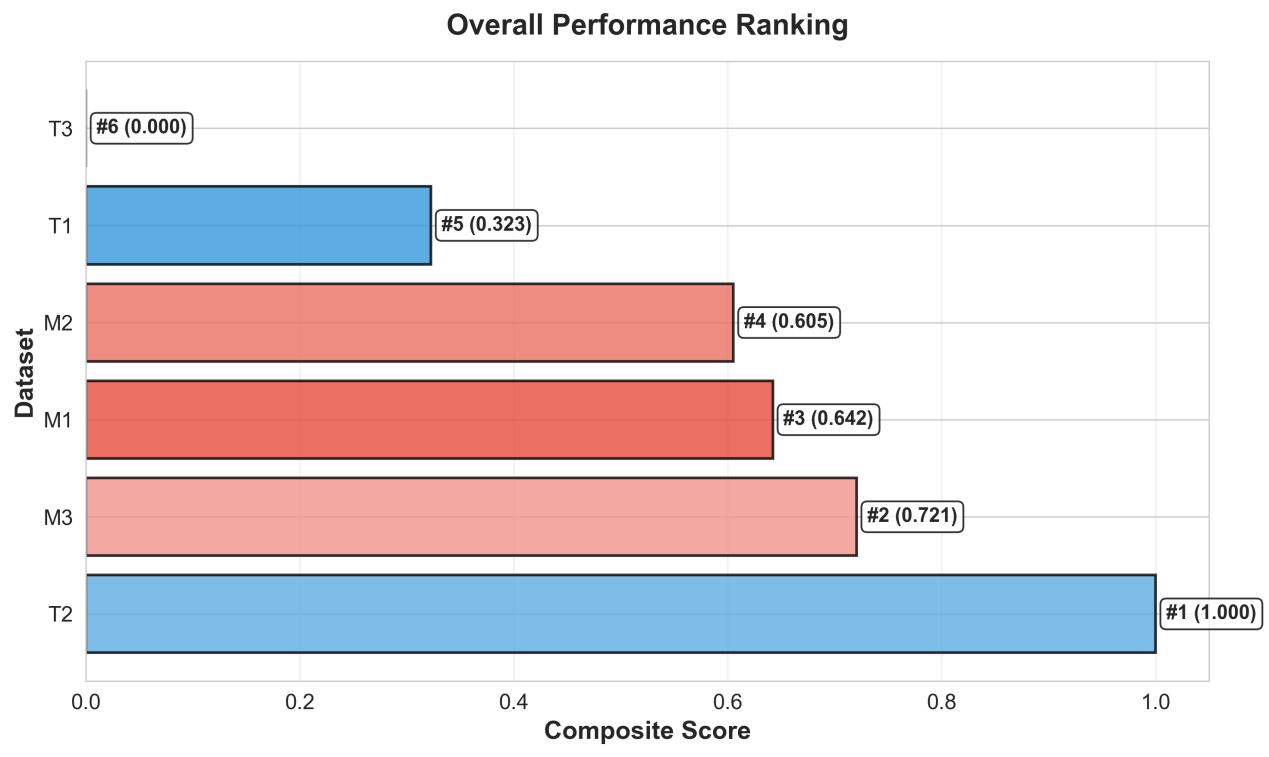 Overall Performance Ranking
Dataset
T3
#6 (0.000)
T1
#5 (0.323)
M2
#4 (0.605)
M1
#3 (0.642)
M3
#2 (0.721)
T2
#1 (1.000)
0.0 0.2 0.4 0.6 0.8 1.0
Composite Score